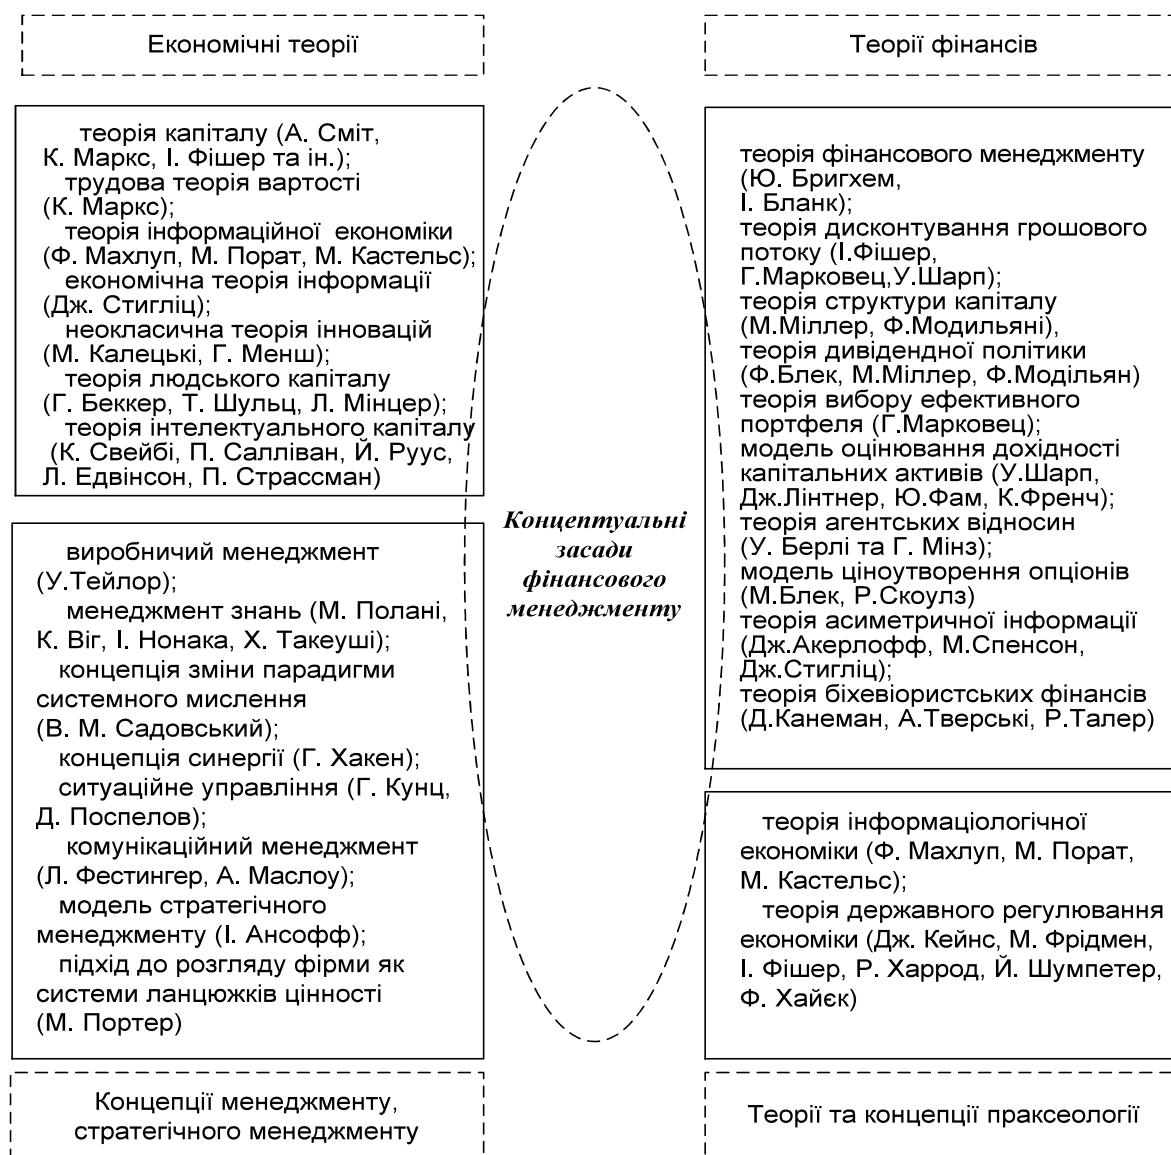 Економічні теорії
теорія капіталу (А. Сміт,
К. Маркс, І. Фішер та ін.);
трудова теорія вартості
(К. Маркс);
теорія інформаційної економіки
(Ф. Махлуп, М. Порат, М. Кастельс);
економічна теорія інформації
(Дж. Стигліц);
неокласична теорія інновацій
(М. Калецькі, Г. Менш);
теорія людського капіталу
(Г. Беккер, Т. Шульц, Л. Мінцер);
теорія інтелектуального капіталу
(К. Свейбі, П. Салліван, Й. Руус,
Л. Едвінсон, П. Страссман)
виробничий менеджмент
(У.Тейлор);
менеджмент знань (М. Полані,
К. Віг, І. Нонака, Х. Такеуші);
концепція зміни парадигми
системного мислення
(В. М. Садовський);
концепція синергії (Г. Хакен);
ситуаційне управління (Г. Кунц,
Д. Поспелов);
комунікаційний менеджмент
(Л. Фестингер, А. Маслоу);
модель стратегічного
менеджменту (І. Ансофф);
підхід до розгляду фірми як
системи ланцюжків цінності
(М. Портер)
Концепції менеджменту,
стратегічного менеджменту
Концептуальні
засади
фінансового
менеджменту
Теорії фінансів
теорія фінансового менеджменту
(Ю. Бригхем,
І. Бланк);
теорія дисконтування грошового
потоку (І.Фішер,
Г.Марковец,У.Шарп);
теорія структури капіталу
(М.Міллер, Ф.Модильяні),
теорія дивідендної політики
(Ф.Блек, М.Міллер, Ф.Модільян)
теорія вибору ефективного
портфеля (Г.Марковец);
модель оцінювання дохідності
капітальних активів (У.Шарп,
Дж.Лінтнер, Ю.Фам, К.Френч);
теорія агентських відносин
(У. Берлі та Г. Мінз);
модель ціноутворення опціонів
(М.Блек, Р.Скоулз)
теорія асиметричної інформації
(Дж.Акерлофф, М.Спенсон,
Дж.Стигліц);
теорія біхевіористських фінансів
(Д.Канеман, А.Тверські, Р.Талер)
теорія інформаціологічної
економіки (Ф. Махлуп, М. Порат,
М. Кастельс);
теорія державного регулювання
економіки (Дж. Кейнс, М. Фрідмен,
І. Фішер, Р. Харрод, Й. Шумпетер,
Ф. Хайєк)
Теорії та концепції праксеології